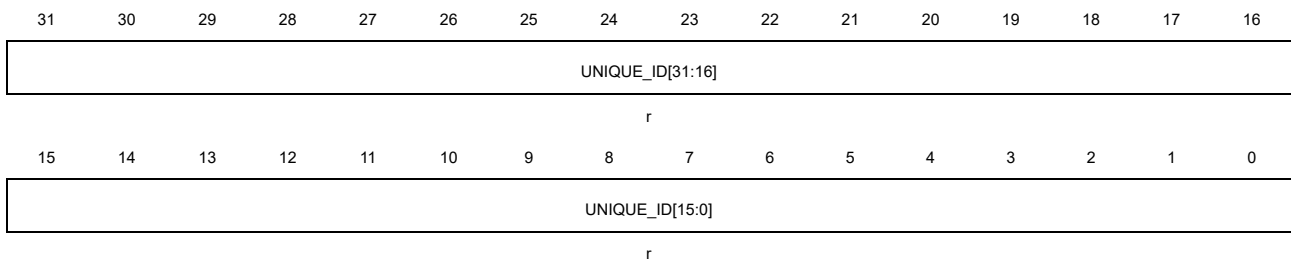 31 30 29 28 27 26 25 24 23 22 21 20 19 18 17 16
UNIQUE_ID[31:16]
r
15 14 13 12 11 10 9 8 7 6 5 4 3 2 1 0
UNIQUE_ID[15:0]
r